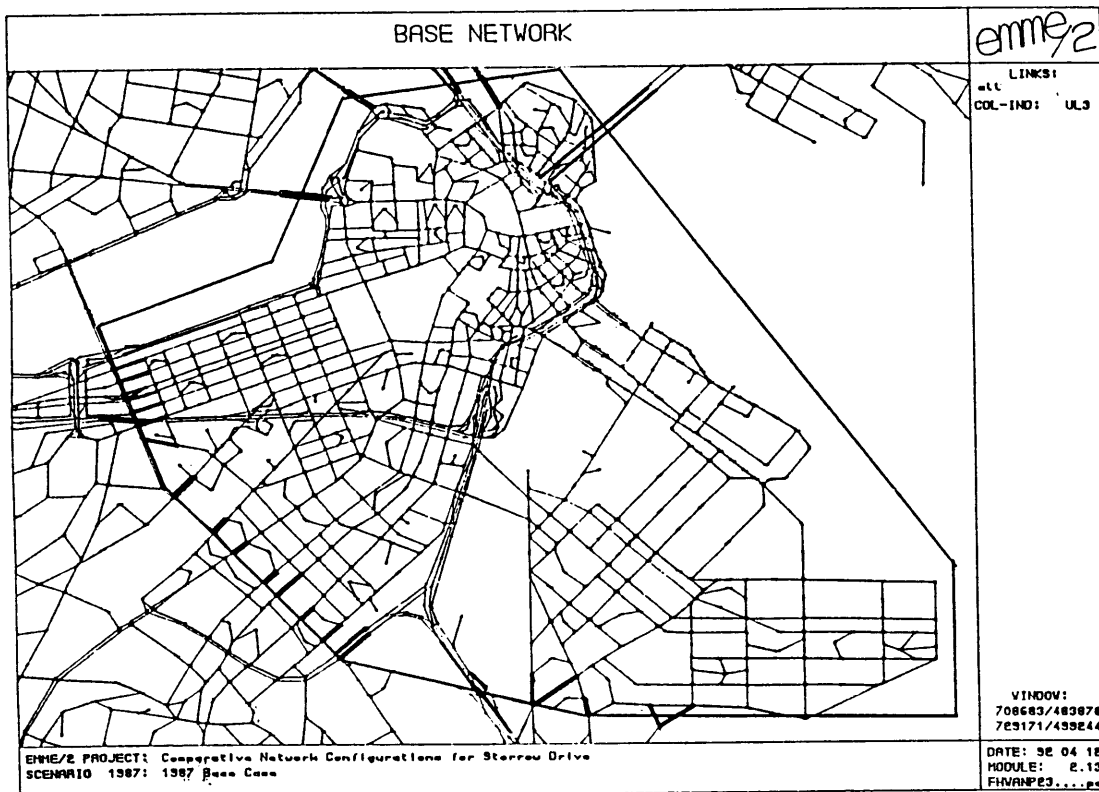 BASE NETWORK
emme/2
LINKS:
all
COL-IND: UL3
WINDOW:
708683/483878
729171/499244
EMME/2 PROJECT: Comparative Network Configurations for Storrow Drive
SCENARIO 1987: 1987 Base Case
DATE: 92 04 18
MODULE: 2.13